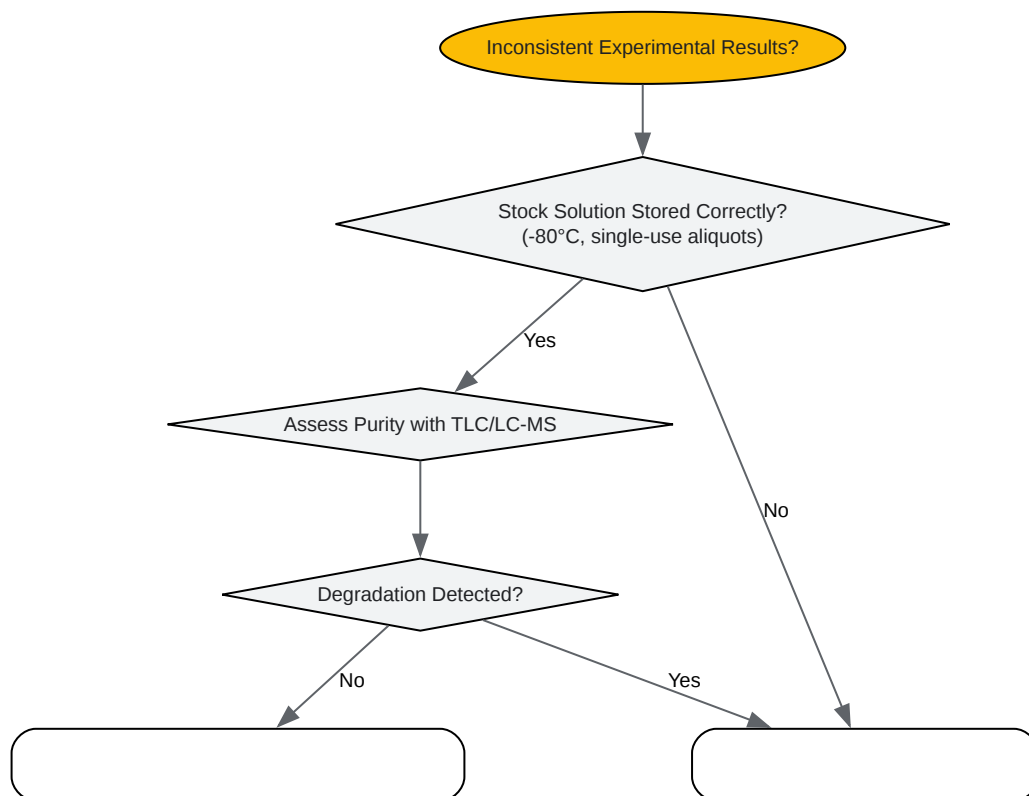 Inconsistent Experimental Results?
Stock Solution Stored Correctly?
(-80°C, single-use aliquots)
Yes
Assess Purity with TLC/LC-MS
No
Degradation Detected?
No
Yes